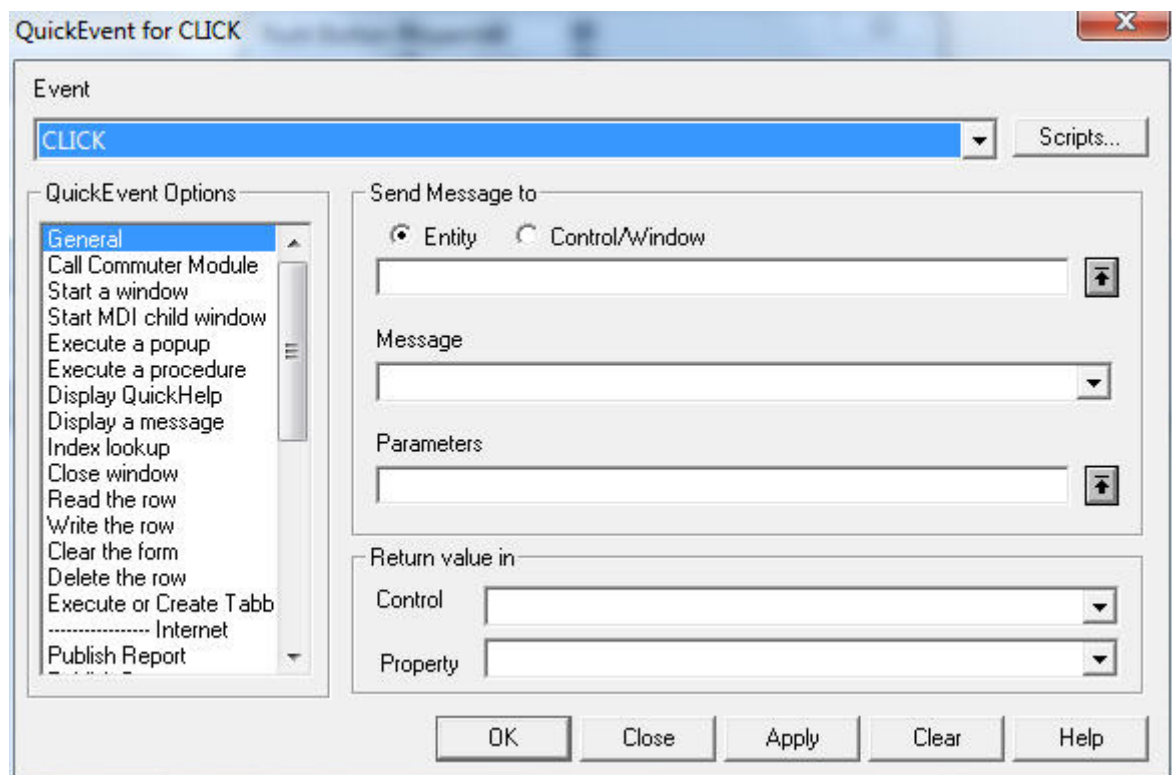 QuickEvent for CLICK
Event
CLICK
Scripts...
QuickEvent Options
General
Call Commuter Module
Start a window
Start MDI child window
Execute a popup
Execute a procedure
Display QuickHelp
Display a message
Index lookup
Close window
Read the row
Write the row
Clear the form
Delete the row
Execute or Create Tabb
---------------- Internet
Publish Report
Send Message to
Entity Control/Window
Message
Parameters
Return value in
Control
Property
OK Close Apply Clear Help